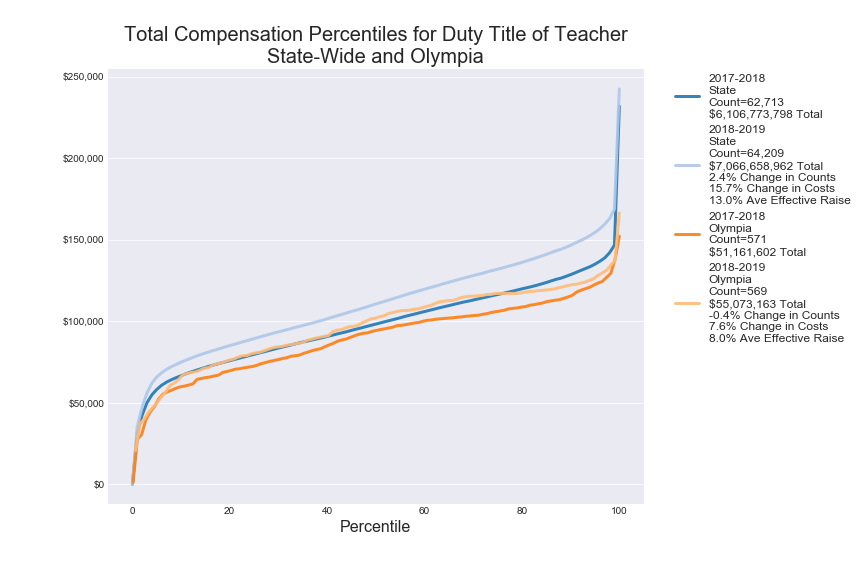 Total Compensation Percentiles for Duty Title of Teacher
State-Wide and Olympia
$250,000
$200,000
$150,000
$100,000
$50,000
$0
0
20
40
60
80
100
Percentile
2017-2018
State
Count=62,713
$6,106,773,798 Total
2018-2019
State
Count=64,209
$7,066,658,962 Total
2.4% Change in Counts
15.7% Change in Costs
13.0% Ave Effective Raise
2017-2018
Olympia
Count=571
$51,161,602 Total
2018-2019
Olympia
Count=569
$55,073,163 Total
-0.4% Change in Counts
7.6% Change in Costs
8.0% Ave Effective Raise